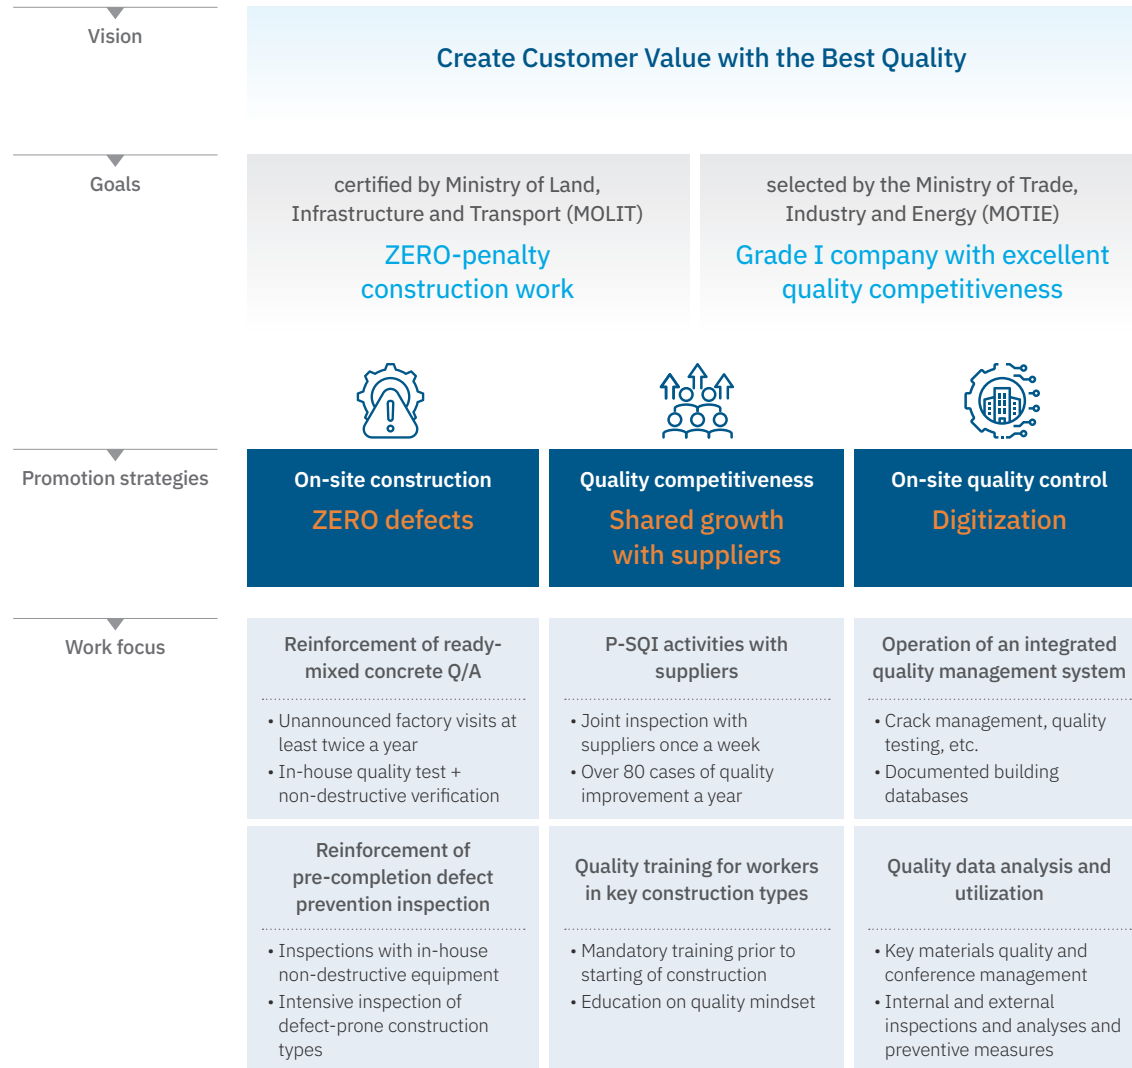 Vision
Create Customer Value with the Best Quality
Goals
certified by Ministry of Land,
Infrastructure and Transport (MOLIT)
ZERO-penalty
construction work
selected by the Ministry of Trade,
Industry and Energy (MOTIE)
Grade I company with excellent
quality competitiveness
Promotion strategies
On-site construction
ZERO defects
Quality competitiveness
Shared growth
with suppliers
On-site quality control
Digitization
Work focus
Reinforcement of ready-
mixed concrete Q/A
• Unannounced factory visits at
least twice a year
• In-house quality test +
non-destructive verification
P-SQI activities with
suppliers
• Joint inspection with
suppliers once a week
• Over 80 cases of quality
improvement a year
Operation of an integrated
quality management system
• Crack management, quality
testing, etc.
• Documented building
databases
Reinforcement of
pre-completion defect
prevention inspection
• Inspections with in-house
non-destructive equipment
• Intensive inspection of
defect-prone construction
types
Quality training for workers
in key construction types
• Mandatory training prior to
starting of construction
• Education on quality mindset
Quality data analysis and
utilization
• Key materials quality and
conference management
• Internal and external
inspections and analyses and
preventive measures